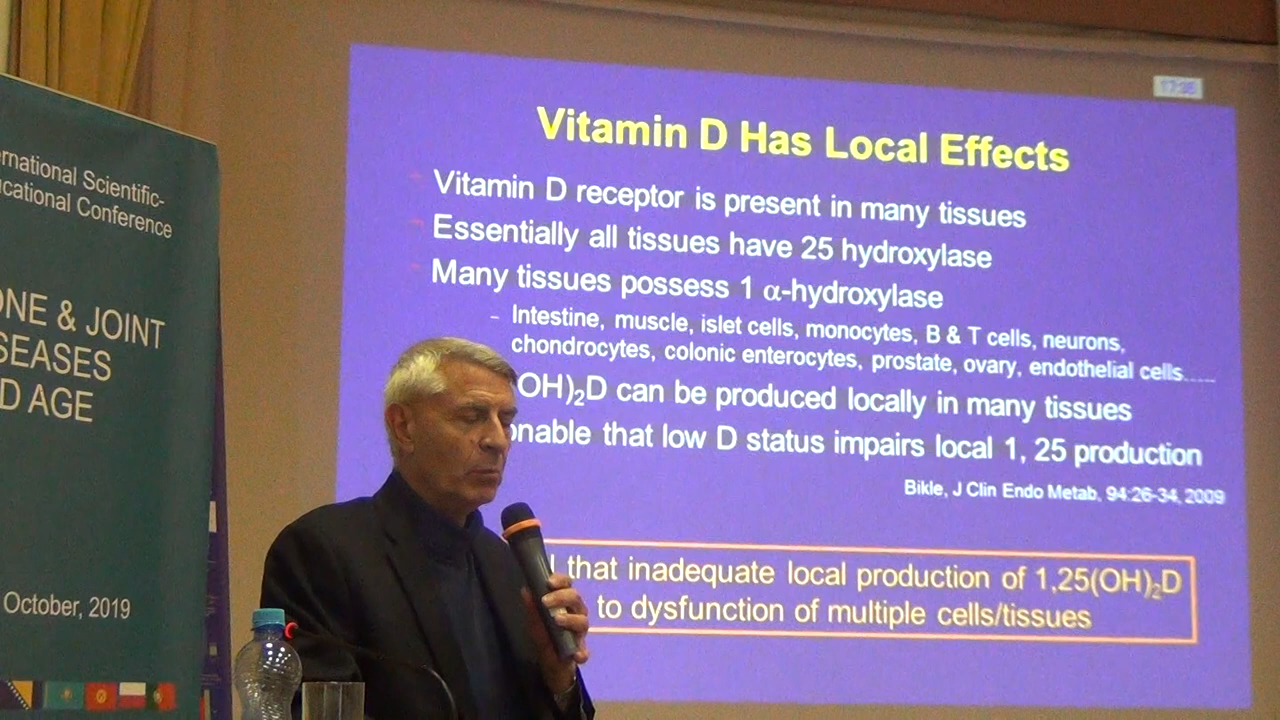 ernational Scientific-
ucational Conference
ONE & JOINT
SEASES
D AGE
October, 2019
17:35
Vitamin D Has Local Effects
Vitamin D receptor is present in many tissues
Essentially all tissues have 25 hydroxylase
Many tissues possess 1 α-hydroxylase
– Intestine, muscle, islet cells, monocytes, B & T cells, neurons,
chondrocytes, colonic enterocytes, prostate, ovary, endothelial cells.....
OH)₂D can be produced locally in many tissues
onable that low D status impairs local 1, 25 production
Bikle, J Clin Endo Metab, 94:26-34, 2009
that inadequate local production of 1,25(OH)₂D
to dysfunction of multiple cells/tissues